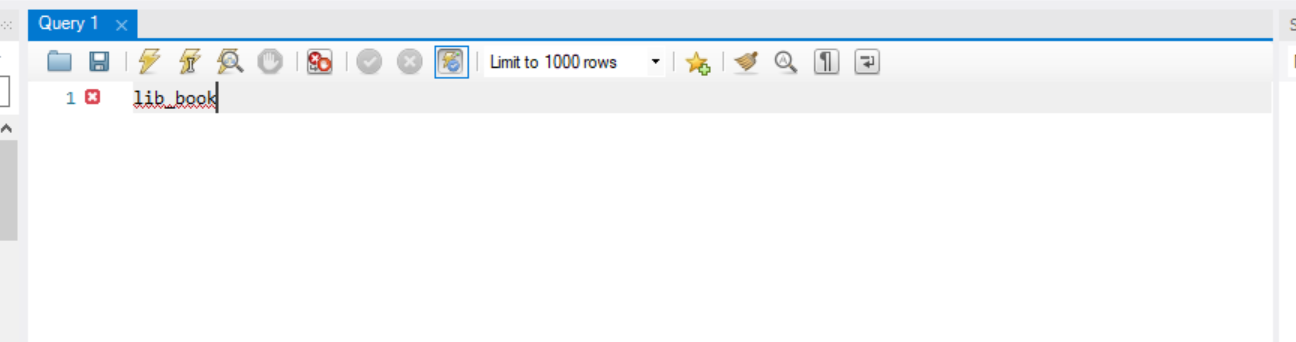 Query 1
Limit to 1000 rows
1 lib_book